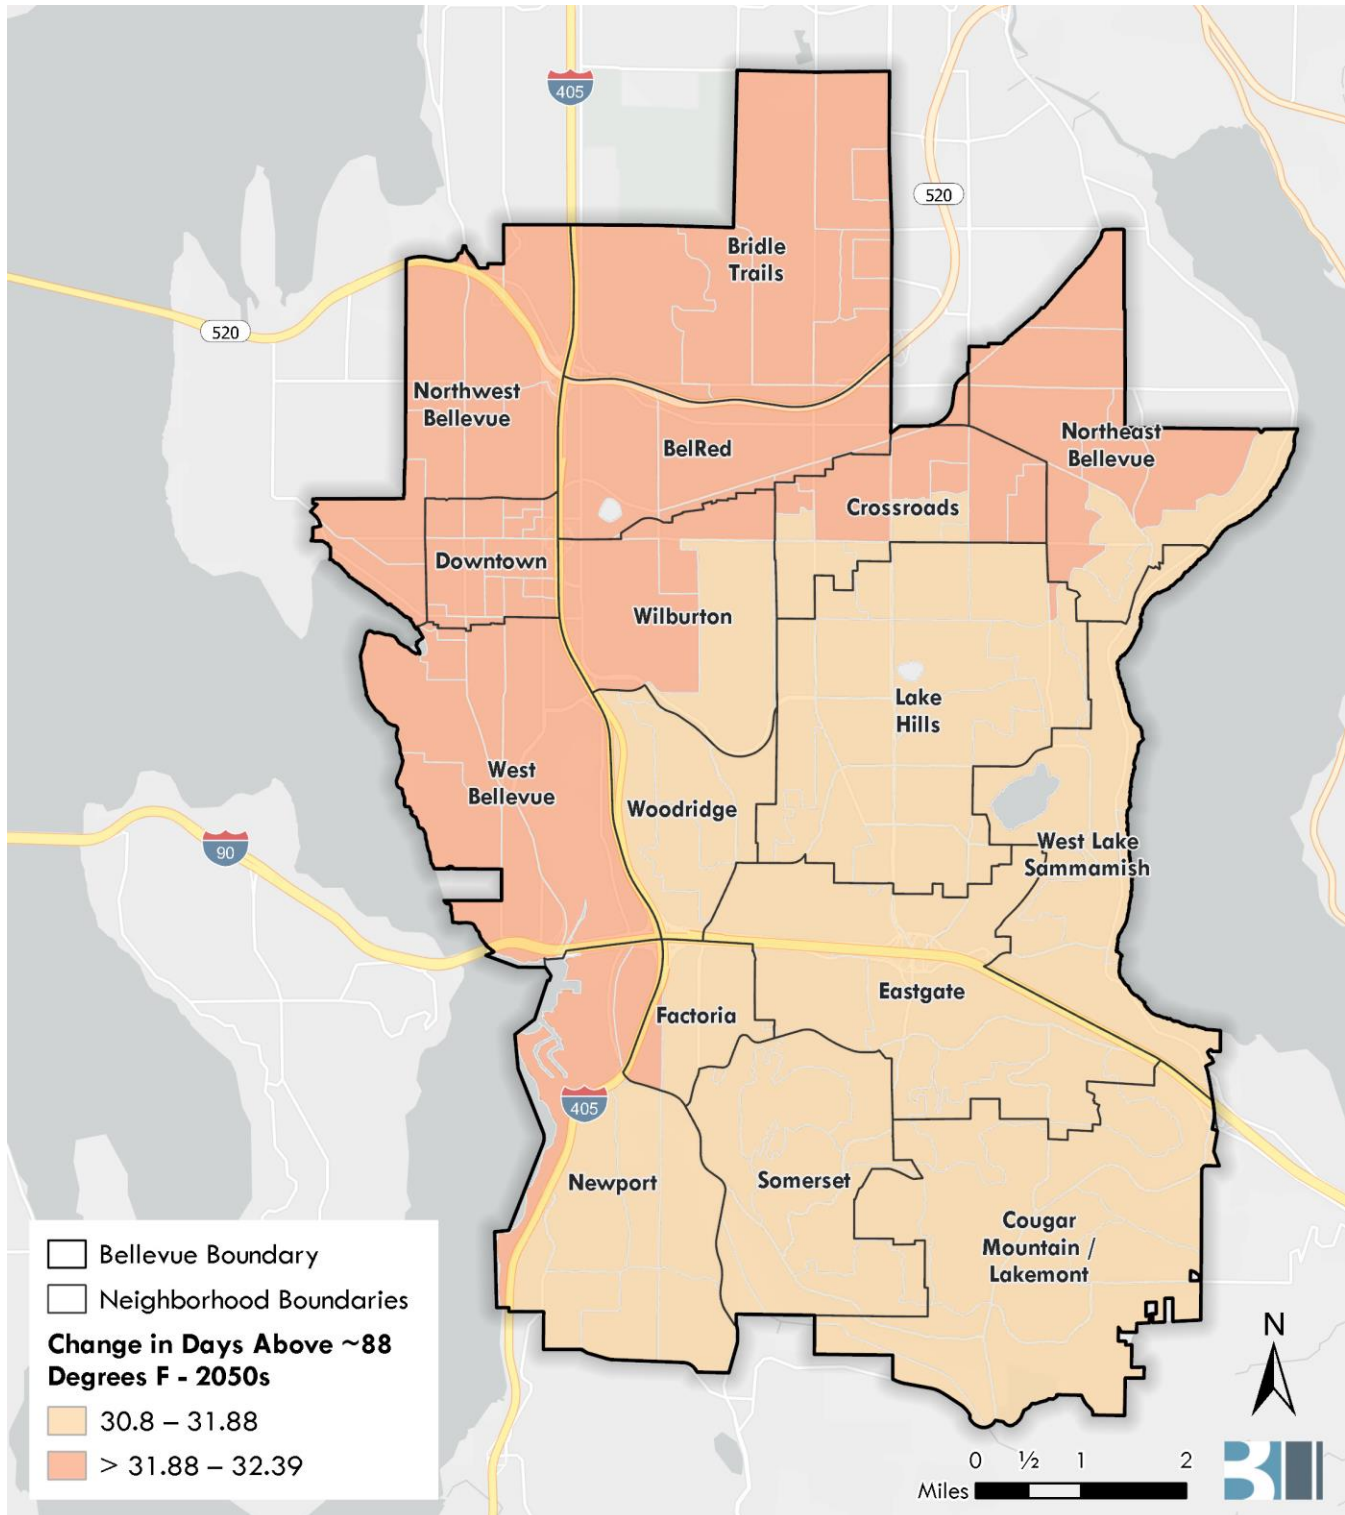 405
520
Bridle
Trails
520
Northwest
Bellevue
BelRed
Northeast
Bellevue
Crossroads
Downtown
Wilburton
Lake
Hills
West
Bellevue
Woodridge
90
West Lake
Sammamish
Eastgate
Factoria
405
Newport
Somerset
Cougar
Mountain /
Lakemont
Bellevue Boundary
Neighborhood Boundaries
Change in Days Above ~88
Degrees F - 2050s
30.8 – 31.88
> 31.88 – 32.39
N
0 ½ 1 2
Miles